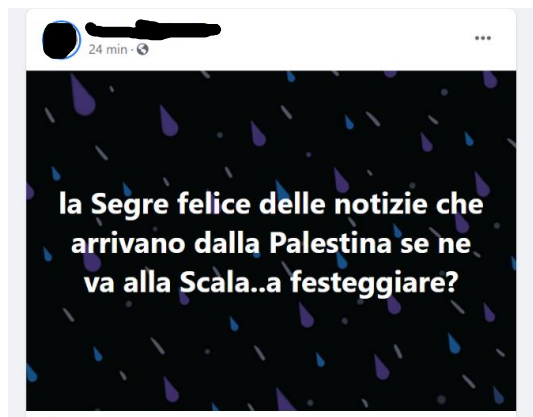 24 min ·
la Segre felice delle notizie che
arrivano dalla Palestina se ne
va alla Scala..a festeggiare?